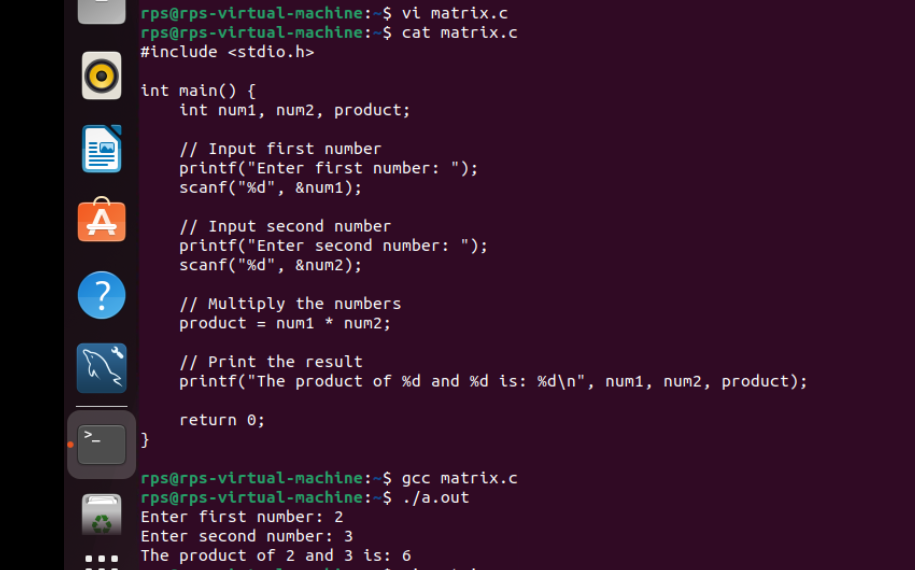 rps@rps-virtual-machine:~$ vi matrix.c
rps@rps-virtual-machine:~$ cat matrix.c
#include <stdio.h>

int main() {
    int num1, num2, product;

    // Input first number
    printf("Enter first number: ");
    scanf("%d", &num1);

    // Input second number
    printf("Enter second number: ");
    scanf("%d", &num2);

    // Multiply the numbers
    product = num1 * num2;

    // Print the result
    printf("The product of %d and %d is: %d\n", num1, num2, product);

    return 0;
}

rps@rps-virtual-machine:~$ gcc matrix.c
rps@rps-virtual-machine:~$ ./a.out
Enter first number: 2
Enter second number: 3
The product of 2 and 3 is: 6